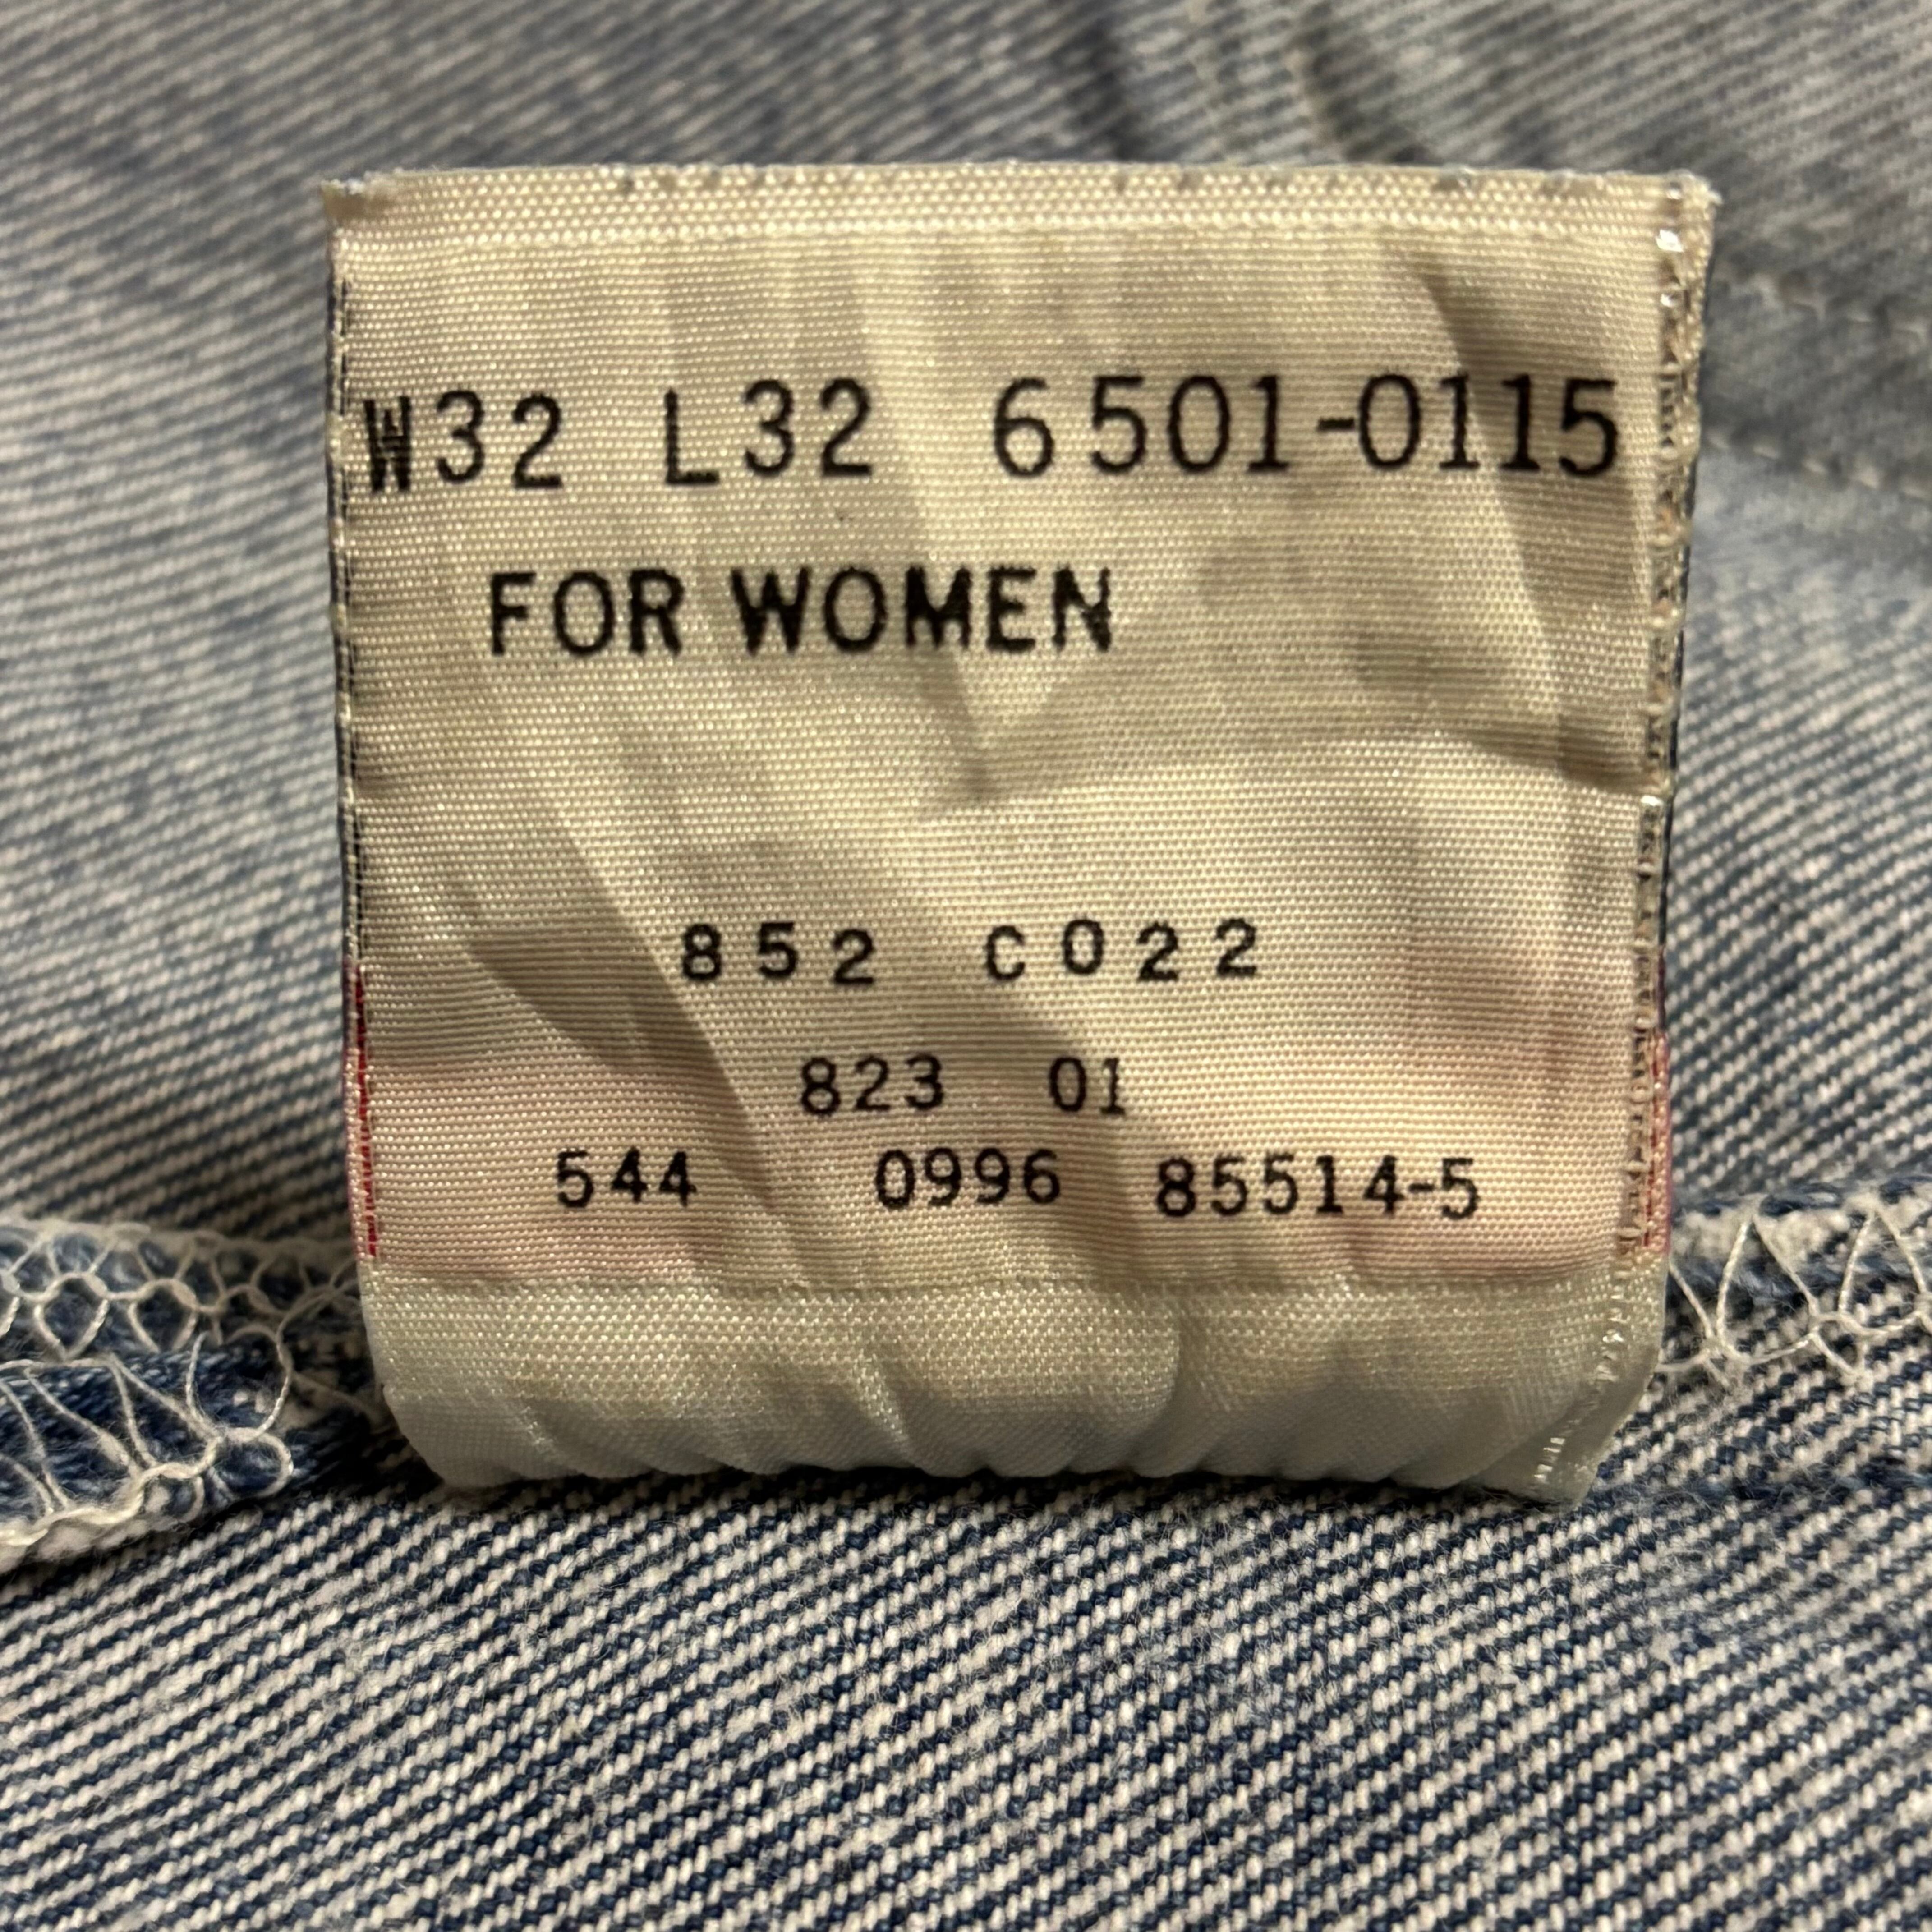 W32 L32 6501-0115
FOR WOMEN
852 C022
823 01
544 0996 85514-5